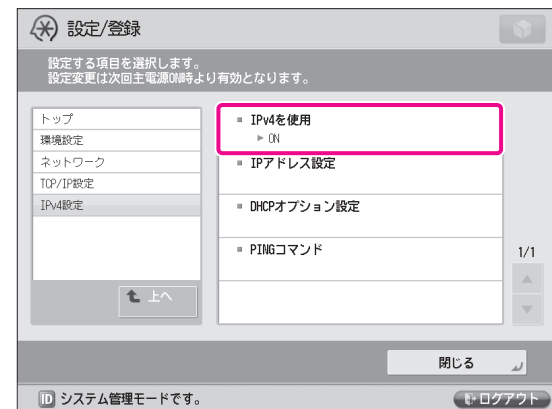 設定/登録
設定する項目を選択します。
設定変更は次回主電源ON時より有効となります。
トップ
環境設定
ネットワーク
TCP/IP設定
IPv4設定
上へ
IPv4を使用
► ON
IPアドレス設定
DHCPオプション設定
PINGコマンド
1/1
閉じる
ID システム管理モードです。
ログアウト